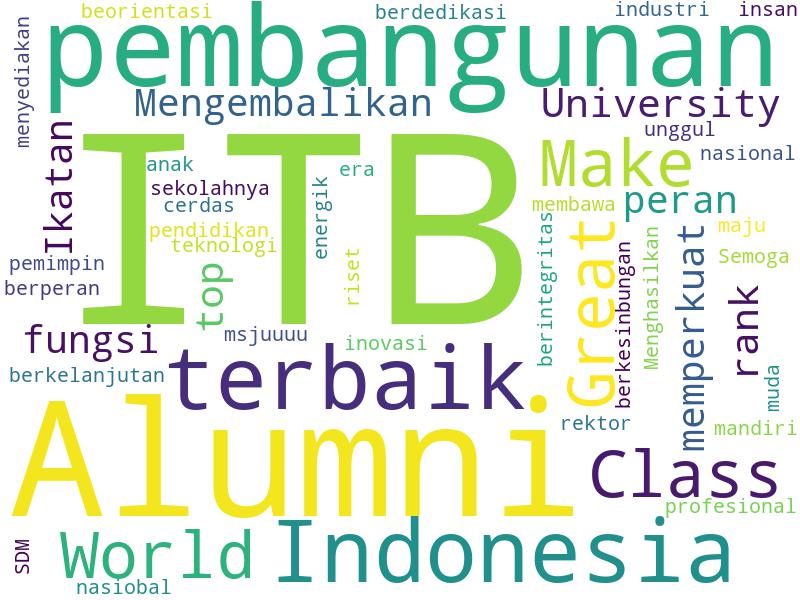 beorientasi
berdedikasi
industri
insan
menyediakan
pembangunan
Mengembalikan
University
unggul
Ikatan
ITB
anak
sekolahnya
cerdas
era
Make
nasional
membawa
peran
pendidikan
teknologi
energik
riset
top
berintegritas
Great
berkesinbungan
Menghasilkan
memperkuat
maju
Semoga
rank
pemimpin
berperan
fungsi
msjuuuu
inovasi
berkelanjutan
terbaik
muda
Alumni
rektor
mandiri
Class
profesional
SDM
World
Indonesia
nasiobal